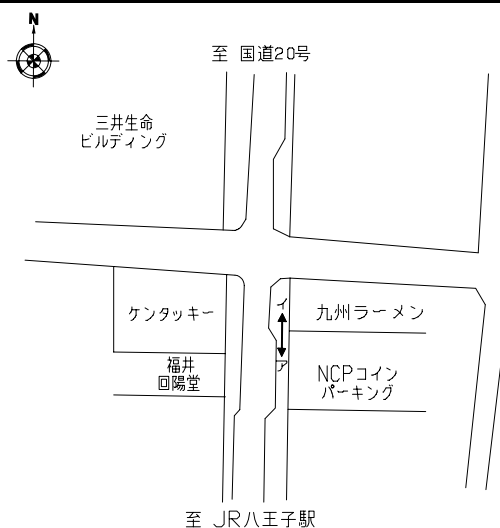 N
至 国道20号
三井生命
ビルディング
イ
ケンタッキー
九州ラーメン
ア
福井
回陽堂
NCPコイン
パーキング
至 JR八王子駅